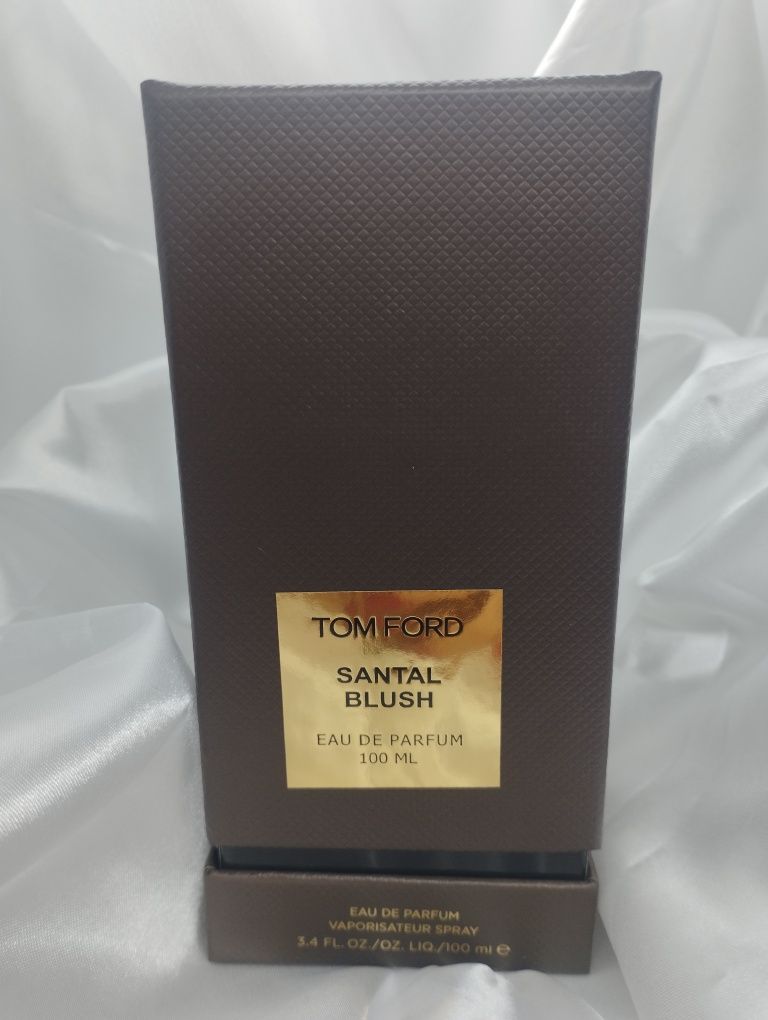 TOM FORD
SANTAL
BLUSH
EAU DE PARFUM
100 ML
EAU DE PARFUM
VAPORISATEUR SPRAY
3.4 FL. OZ./OZ. LIQ./100 ml ℮